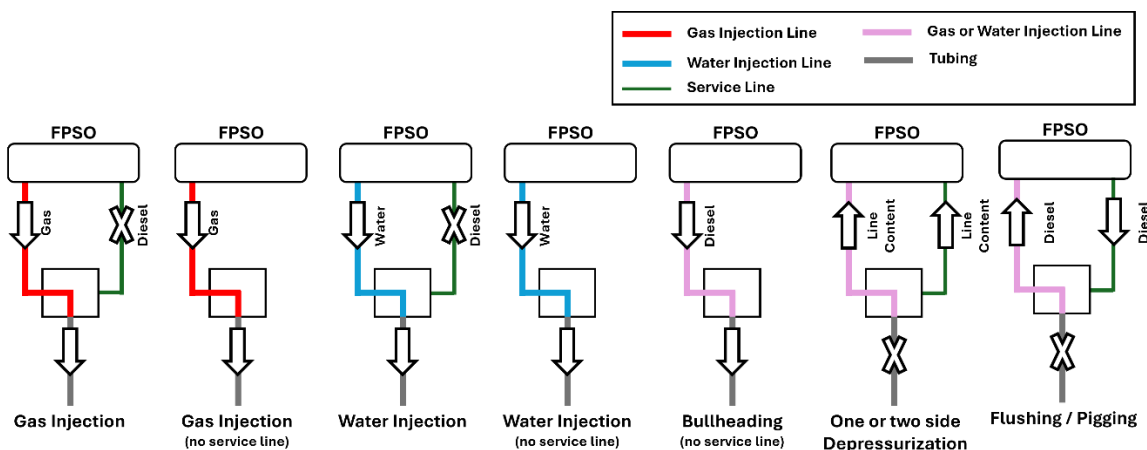 Gas Injection Line
Gas or Water Injection Line
Water Injection Line
Tubing
Service Line
FPSO
FPSO
FPSO
FPSO
FPSO
FPSO
FPSO
Gas
Diesel
Gas
Water
Diesel
Water
Diesel
Line
Content
Line
Content
Diesel
Diesel
Gas Injection
Gas Injection
(no service line)
Water Injection
Water Injection
(no service line)
Bullheading
(no service line)
One or two side
Depressurization
Flushing / Pigging